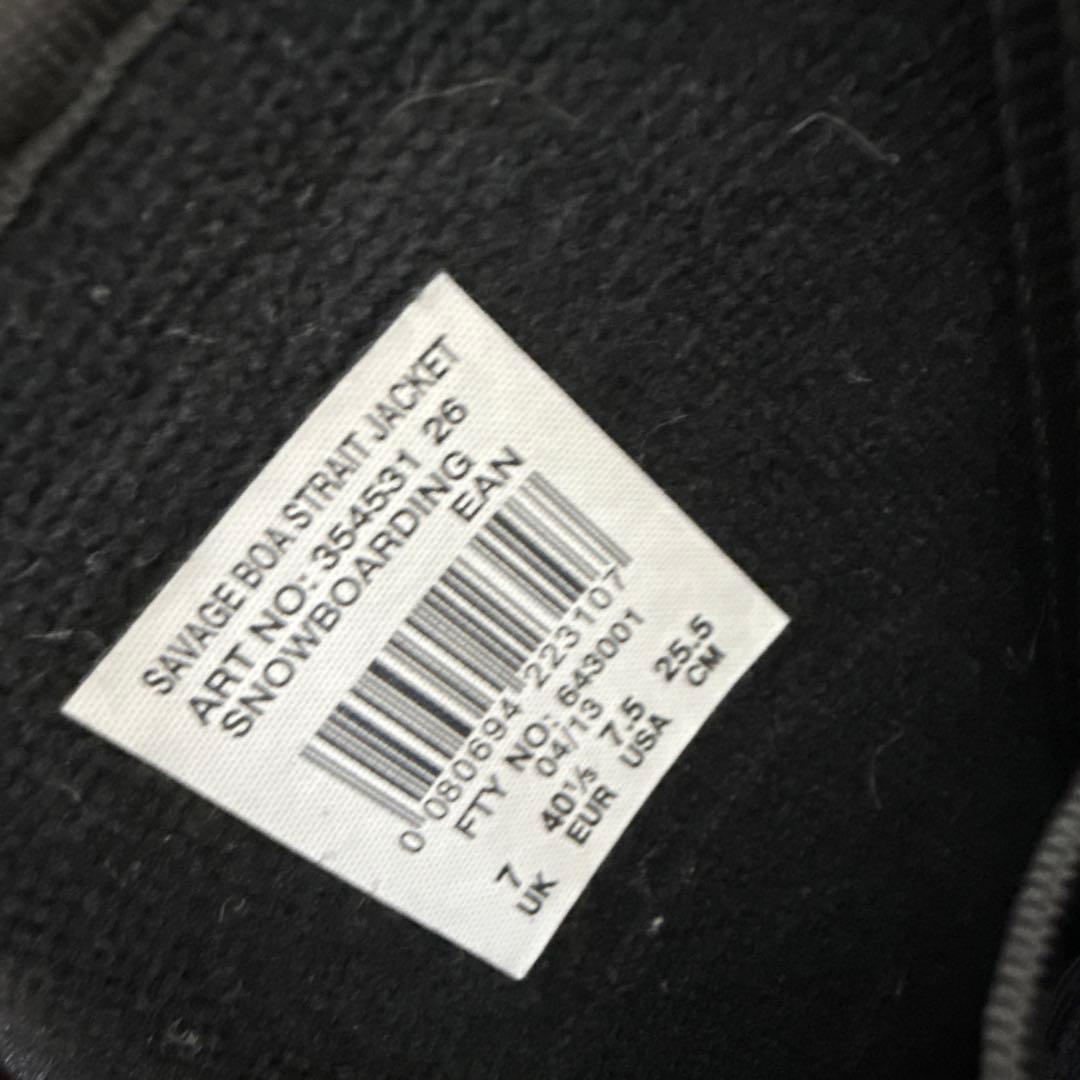 SAVAGE BOA STRAIT JACKET
ART NO: 354531 26
SNOWBOARDING
EAN
0 080694 223107
FTY NO: 643001
04/13
7 40⅓ 7.5 25.5
UK EUR USA CM